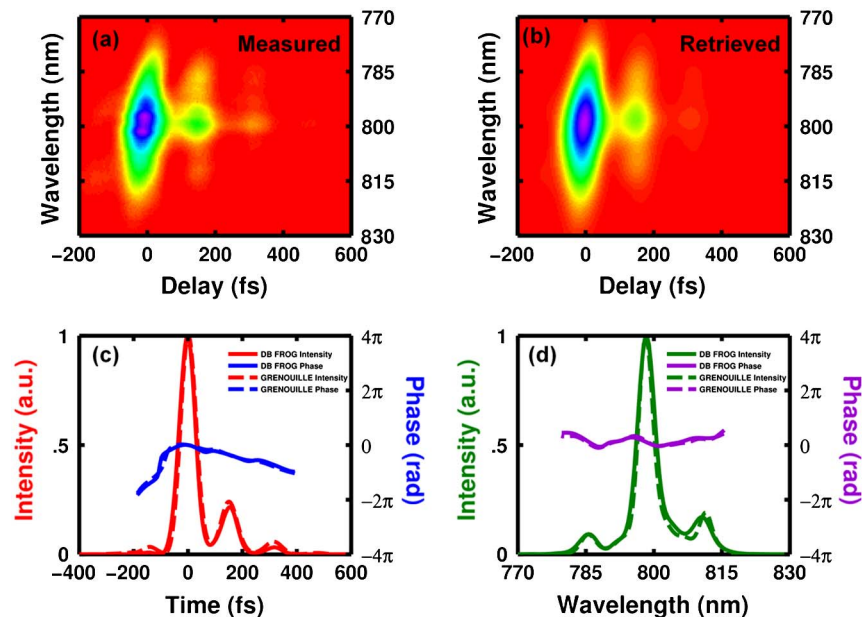 (a) Measured
Wavelength (nm)
770
785
800
815
830
−200 0 200 400 600
Delay (fs)
(b) Retrieved
Wavelength (nm)
770
785
800
815
830
−200 0 200 400 600
Delay (fs)
(c)
DB FROG Intensity
DB FROG Phase
GRENOUILLE Intensity
GRENOUILLE Phase
Intensity (a.u.)
1
.5
0
Phase (rad)
4π
2π
0
−2π
−4π
−400 −200 0 200 400 600
Time (fs)
(d)
DB FROG Intensity
DB FROG Phase
GRENOUILLE Intensity
GRENOUILLE Phase
Intensity (a.u.)
1
.5
0
Phase (rad)
4π
2π
0
−2π
−4π
770 785 800 815 830
Wavelength (nm)